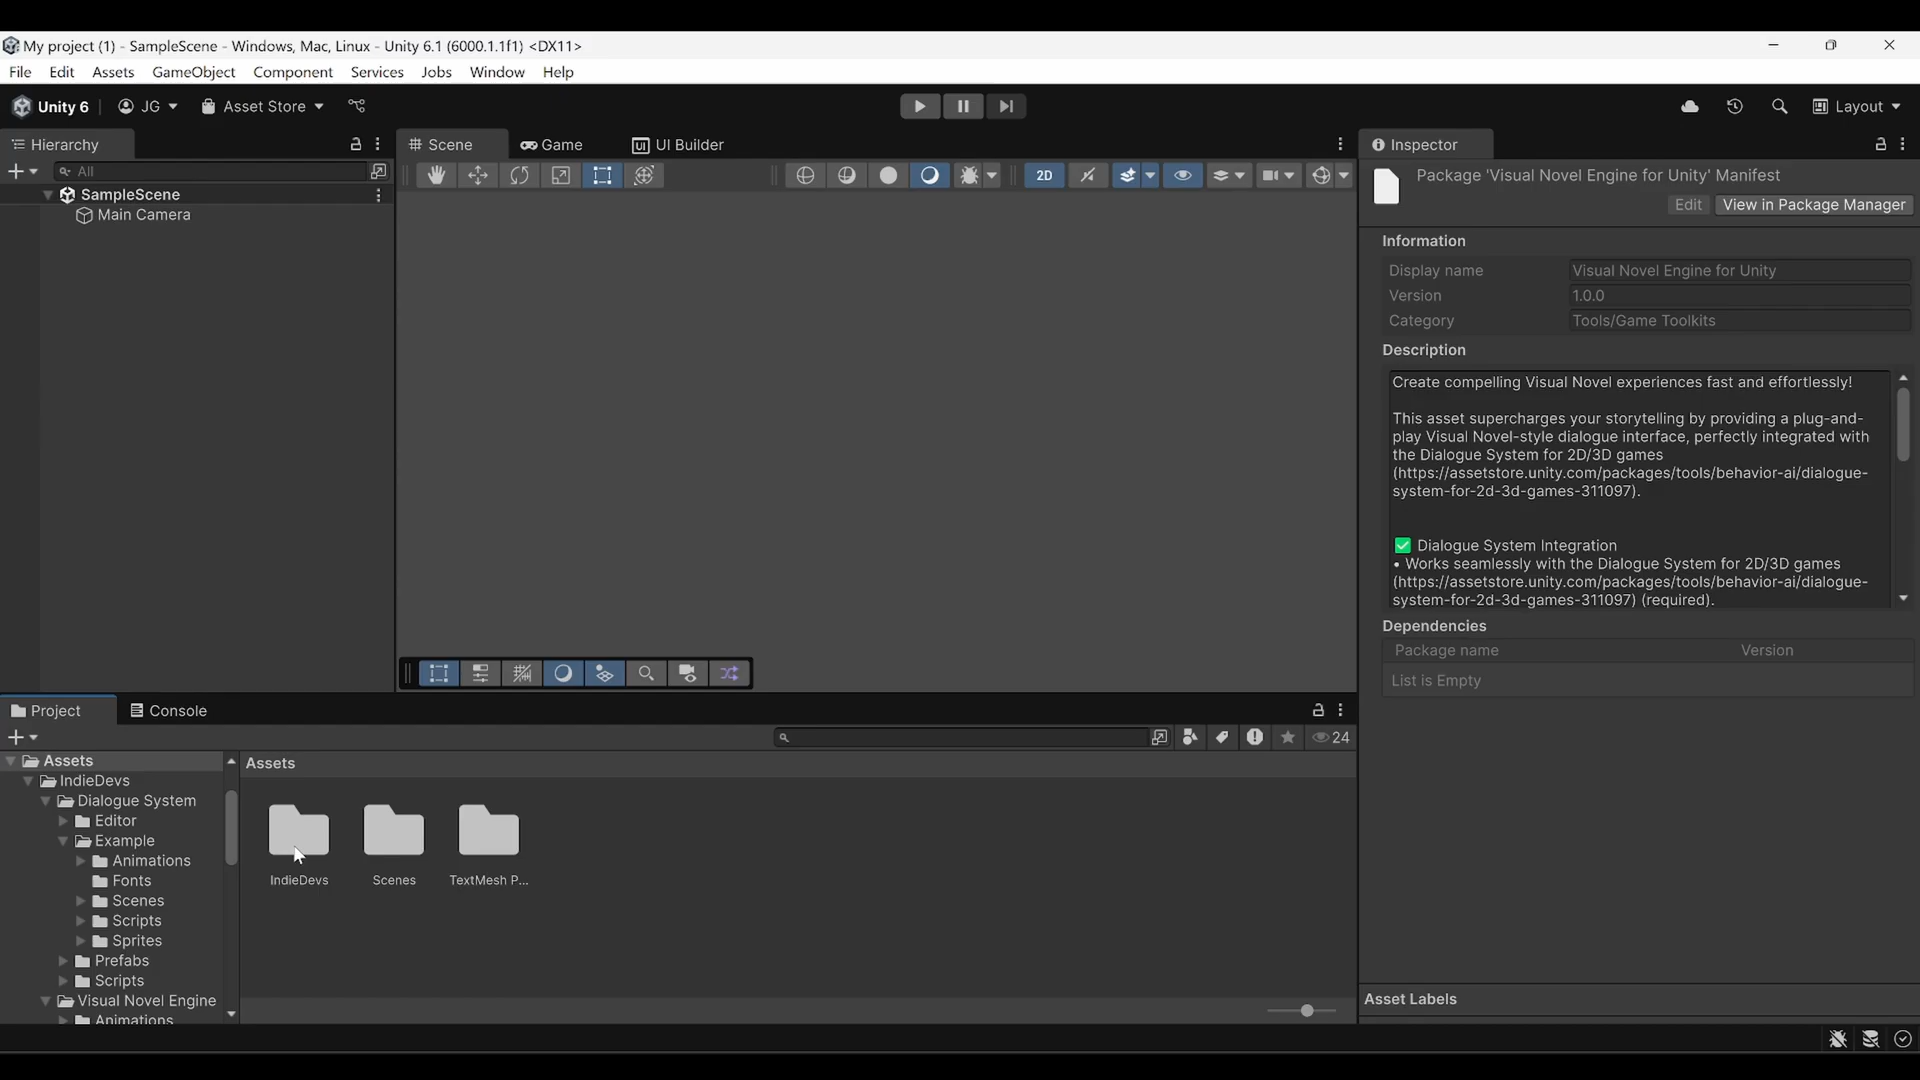 My project (1) - SampleScene - Windows, Mac, Linux - Unity 6.1 (6000.1.1f1) <DX11>
File Edit Assets GameObject Component Services Jobs Window Help
Unity 6 JG Asset Store Layout
Hierarchy
All
SampleScene
Main Camera
Scene Game UI Builder
2D
Inspector
Package 'Visual Novel Engine for Unity' Manifest
Edit View in Package Manager
Information
Display name Visual Novel Engine for Unity
Version 1.0.0
Category Tools/Game Toolkits
Description
Create compelling Visual Novel experiences fast and effortlessly!
This asset supercharges your storytelling by providing a plug-and-
play Visual Novel-style dialogue interface, perfectly integrated with
the Dialogue System for 2D/3D games
(https://assetstore.unity.com/packages/tools/behavior-ai/dialogue-
system-for-2d-3d-games-311097).
✅ Dialogue System Integration
• Works seamlessly with the Dialogue System for 2D/3D games
(https://assetstore.unity.com/packages/tools/behavior-ai/dialogue-
system-for-2d-3d-games-311097) (required).
Dependencies
Package name Version
List is Empty
Asset Labels
Project Console
24
Assets
IndieDevs
Dialogue System
Editor
Example
Animations
Fonts
Scenes
Scripts
Sprites
Prefabs
Scripts
Visual Novel Engine
Animations
Assets
IndieDevs Scenes TextMesh P...